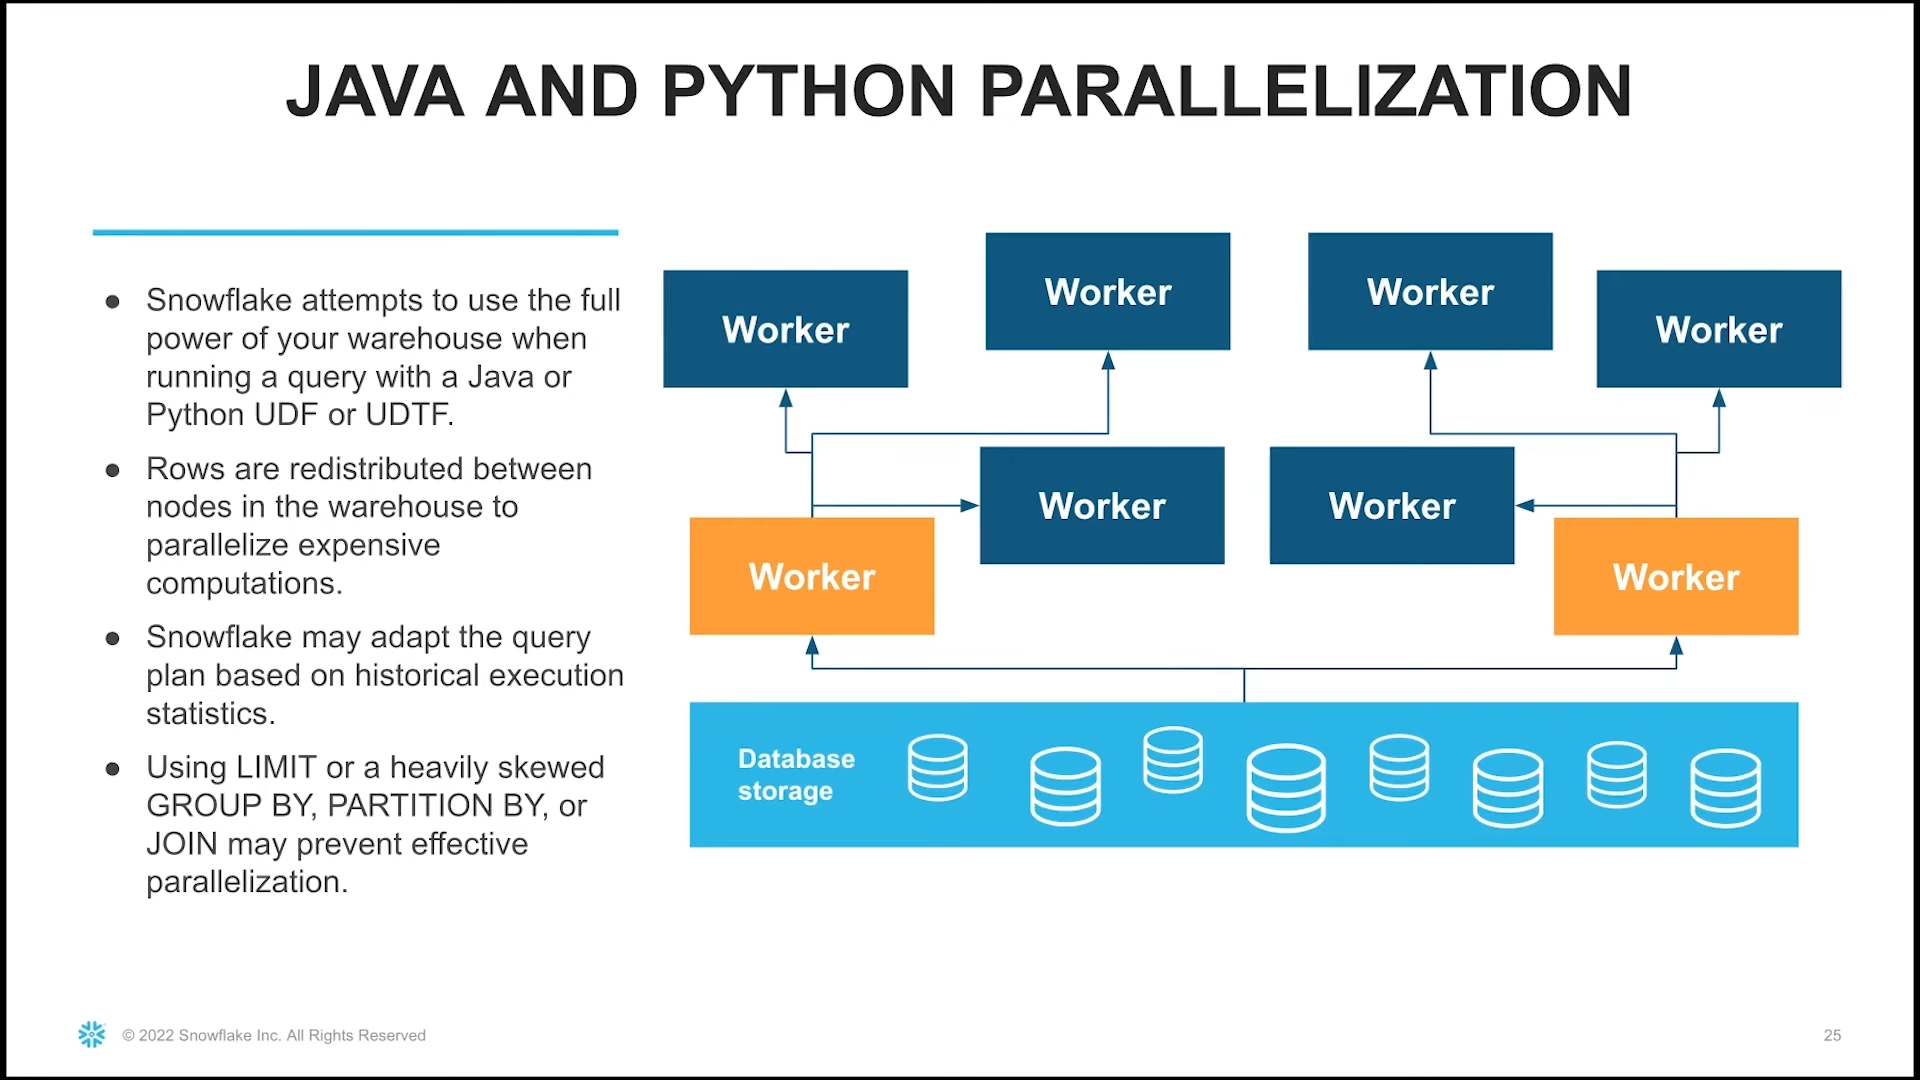 JAVA AND PYTHON PARALLELIZATION
● Snowflake attempts to use the full
power of your warehouse when
running a query with a Java or
Python UDF or UDTF.
● Rows are redistributed between
nodes in the warehouse to
parallelize expensive
computations.
● Snowflake may adapt the query
plan based on historical execution
statistics.
● Using LIMIT or a heavily skewed
GROUP BY, PARTITION BY, or
JOIN may prevent effective
parallelization.
Worker
Worker
Worker
Worker
Worker
Worker
Worker
Worker
Database
storage
© 2022 Snowflake Inc. All Rights Reserved
25